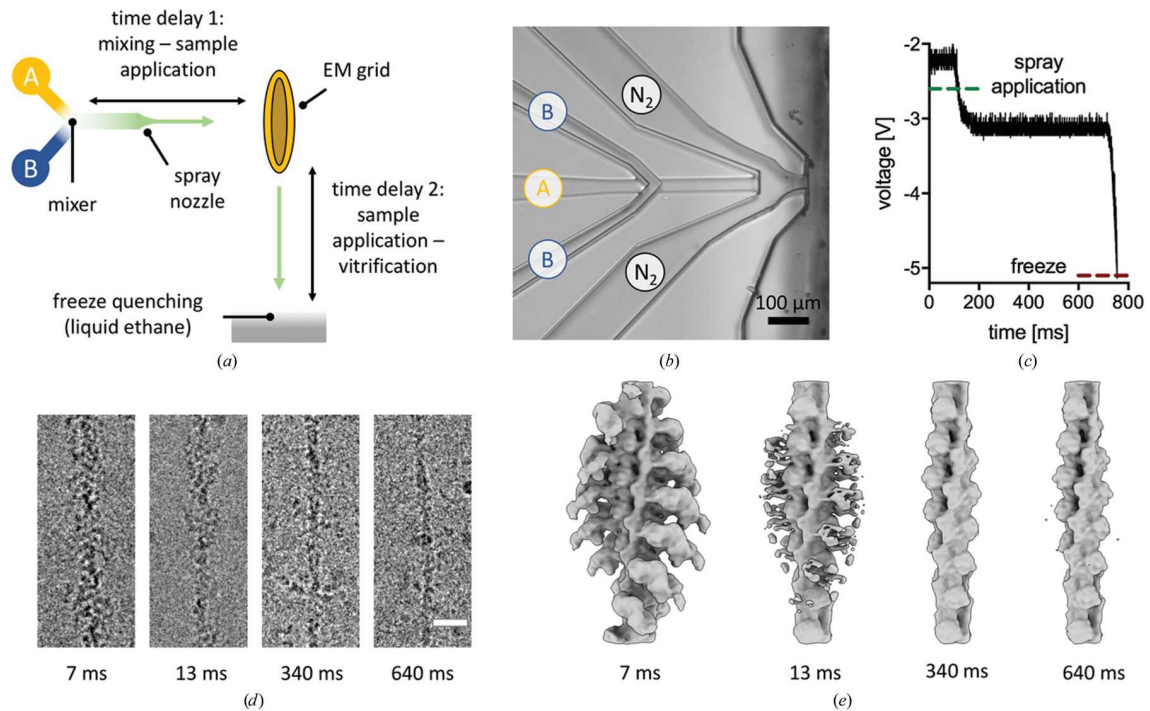 time delay 1:
mixing – sample
application
A
B
mixer
spray
nozzle
EM grid
time delay 2:
sample
application –
vitrification
freeze quenching
(liquid ethane)
(a)
B
A
B
N2
N2
100 µm
(b)
voltage [V]
-2
-3
-4
-5
spray
application
freeze
0 200 400 600 800
time [ms]
(c)
7 ms
13 ms
340 ms
640 ms
(d)
7 ms
13 ms
340 ms
640 ms
(e)